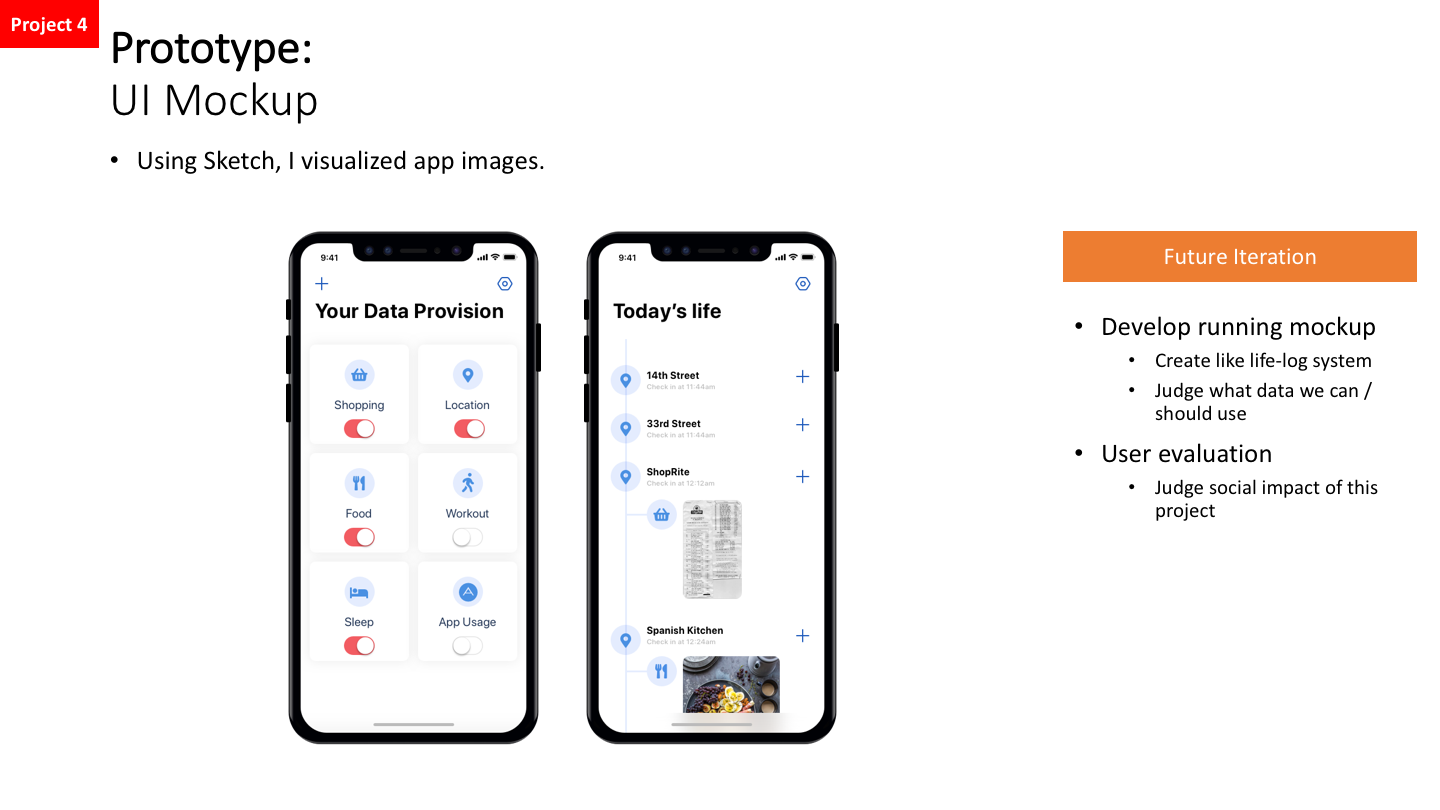 Project 4
Prototype:
UI Mockup
• Using Sketch, I visualized app images.
9:41
Your Data Provision
Shopping
Location
Food
Workout
Sleep
App Usage
9:41
Today’s life
14th Street
Check in at 11:44am
33rd Street
Check in at 11:44am
ShopRite
Check in at 12:12am
Spanish Kitchen
Check in at 12:24am
Future Iteration
• Develop running mockup
• Create like life-log system
• Judge what data we can /
should use
• User evaluation
• Judge social impact of this
project